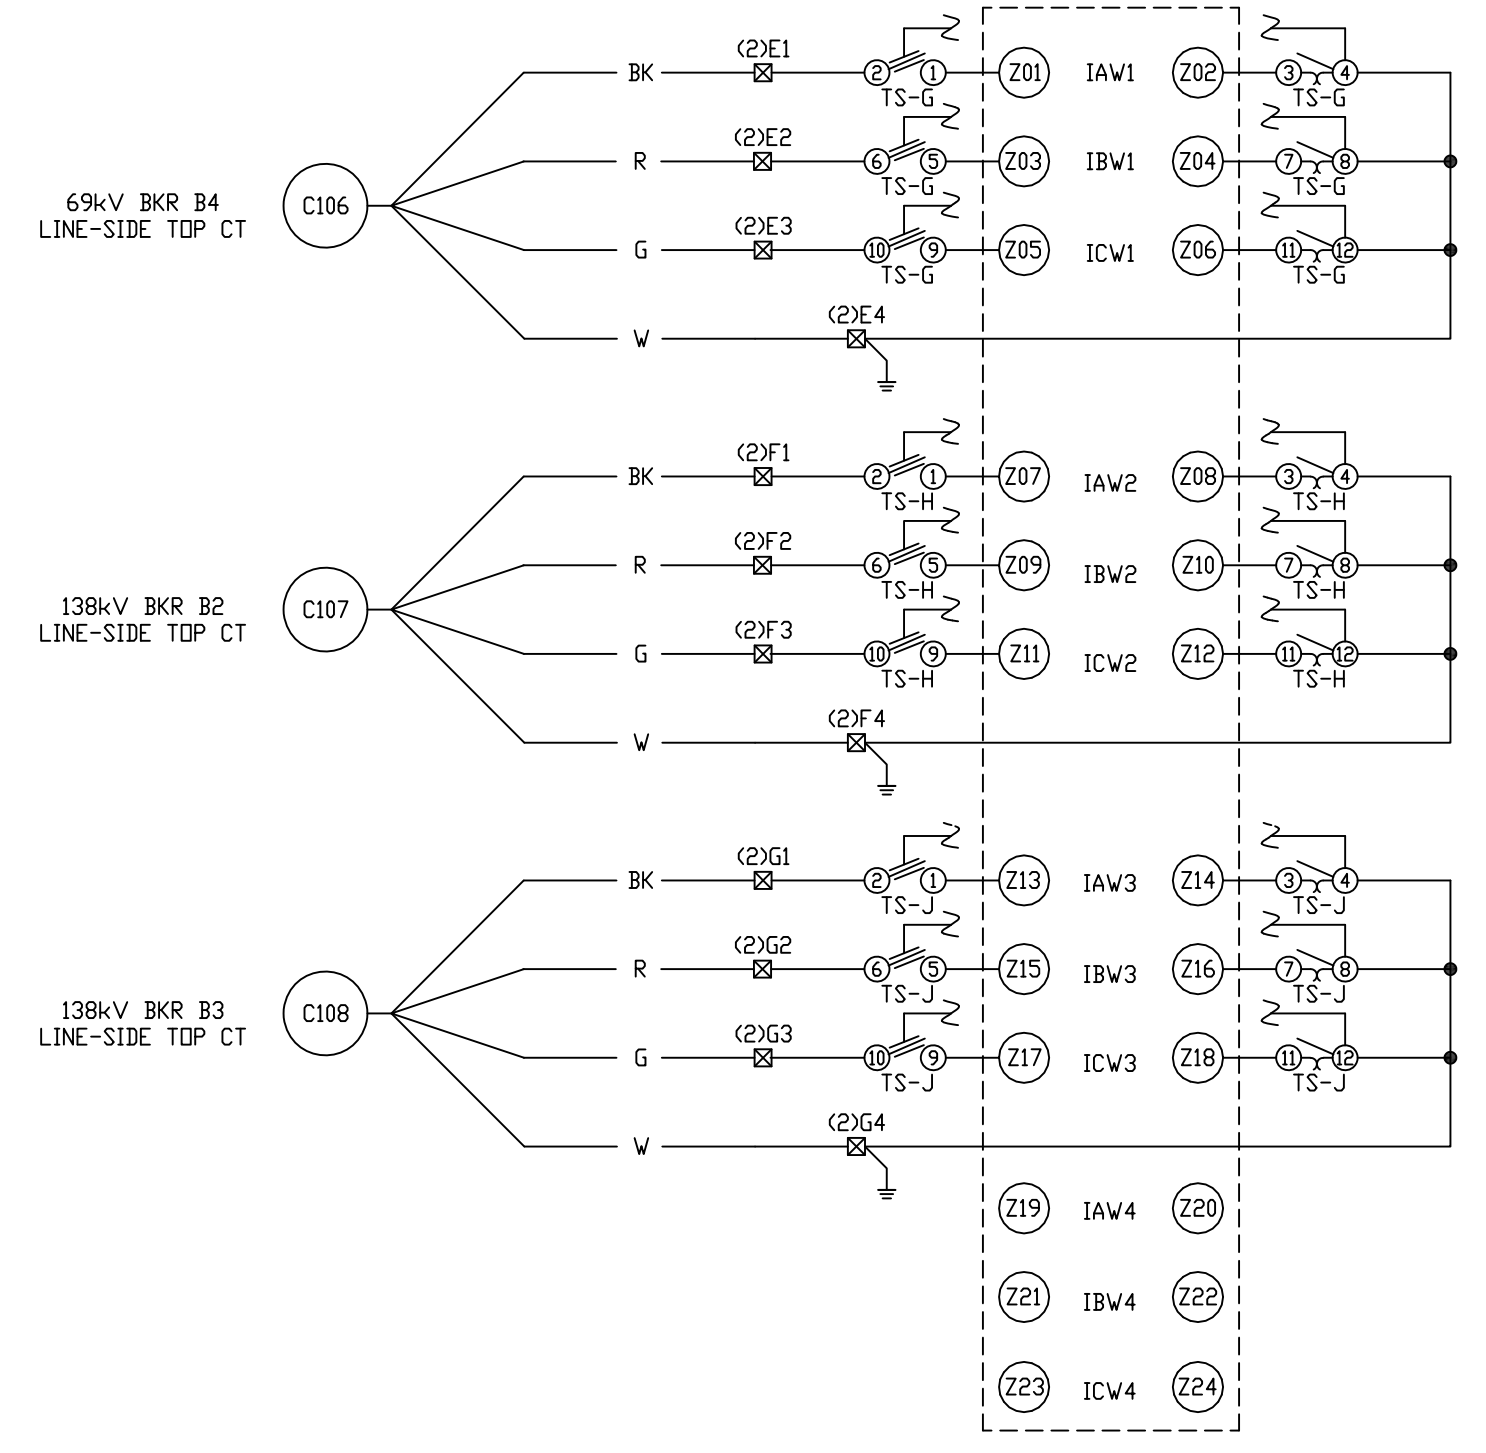 (2)E1
BK 2 1 Z01 IAW1 Z02 3 4
TS-G TS-G
(2)E2
R 6 5 Z03 IBW1 Z04 7 8
TS-G TS-G
69kV BKR B4
LINE-SIDE TOP CT
C106
(2)E3
G 10 9 Z05 ICW1 Z06 11 12
TS-G TS-G
(2)E4
W
(2)F1
BK 2 1 Z07 IAW2 Z08 3 4
TS-H TS-H
(2)F2
R 6 5 Z09 IBW2 Z10 7 8
TS-H TS-H
138kV BKR B2
LINE-SIDE TOP CT
C107
(2)F3
G 10 9 Z11 ICW2 Z12 11 12
TS-H TS-H
(2)F4
W
(2)G1
BK 2 1 Z13 IAW3 Z14 3 4
TS-J TS-J
(2)G2
R 6 5 Z15 IBW3 Z16 7 8
TS-J TS-J
138kV BKR B3
LINE-SIDE TOP CT
C108
(2)G3
G 10 9 Z17 ICW3 Z18 11 12
TS-J TS-J
(2)G4
W
Z19 IAW4 Z20
Z21 IBW4 Z22
Z23 ICW4 Z24